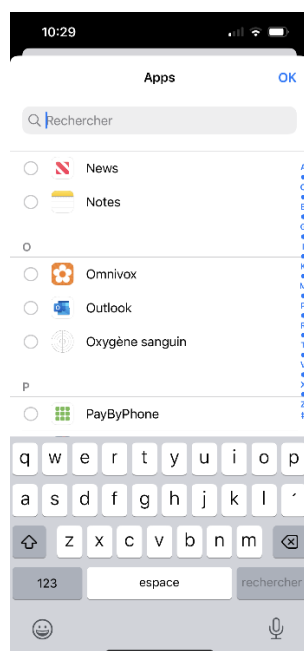 10:29
Apps
OK
Rechercher
News
Notes
O
Omnivox
Outlook
Oxygène sanguin
P
PayByPhone
q w e r t y u i o p
a s d f g h j k l ´
z x c v b n m
123 espace rechercher